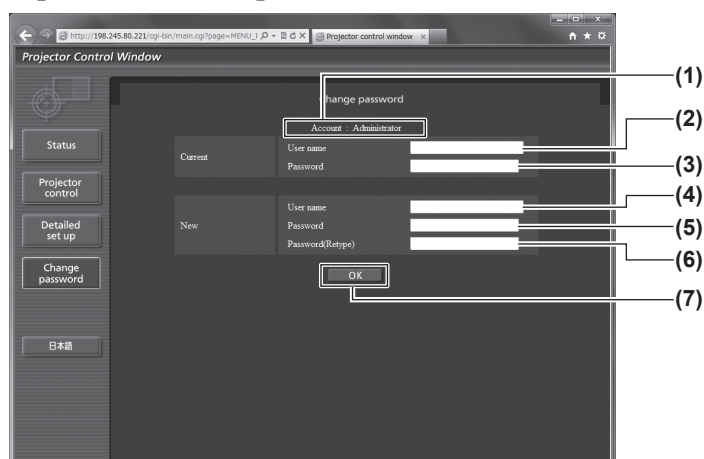 http://198.245.80.221/cgi-bin/main.cgi?page=MENU_
Projector control window
Projector Control Window
Change password
(1)
Account : Administrator
(2)
Status
Current
User name
Password
(3)
Projector
control
(4)
User name
Detailed
set up
New
Password
(5)
Password(Retype)
(6)
Change
password
OK
(7)
日本語